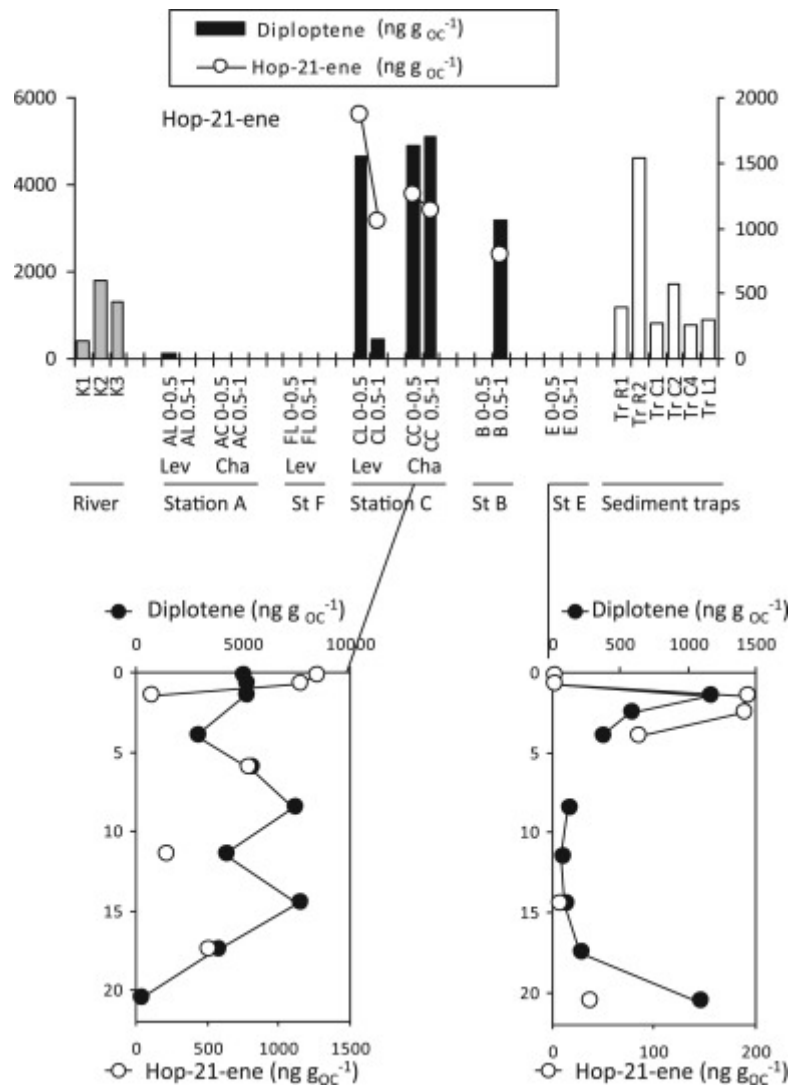 Diploptene (ng g OC⁻¹)
Hop-21-ene (ng g OC⁻¹)
6000 2000
Hop-21-ene
4000 1500
1000
2000 500
0 0
K1 K2 K3 AL 0-0.5 AL 0.5-1 AC 0-0.5 AC 0.5-1 FL 0-0.5 FL 0.5-1 CL 0-0.5 CL 0.5-1 CC 0-0.5 CC 0.5-1 B 0-0.5 B 0.5-1 E 0-0.5 E 0.5-1 Tr R1 Tr R2 Tr C1 Tr C2 Tr C4 Tr L1
Lev Cha Lev Lev Cha
River Station A St F Station C St B St E Sediment traps
Diplotene (ng g OC⁻¹) Diplotene (ng g OC⁻¹)
0 5000 10000 0 500 1000 1500
0 0
5 5
10 10
15 15
20 20
0 500 1000 1500 0 100 200
Hop-21-ene (ng gOC⁻¹) Hop-21-ene (ng gOC⁻¹)